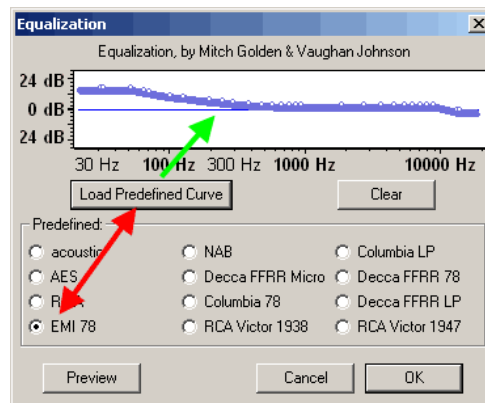 Equalization
Equalization, by Mitch Golden & Vaughan Johnson
24 dB
0 dB
24 dB
30 Hz 100 Hz 300 Hz 1000 Hz 10000 Hz
Load Predefined Curve Clear
Predefined:
acoustic NAB Columbia LP
AES Decca FFRR Micro Decca FFRR 78
Columbia 78 Decca FFRR LP
EMI 78 RCA Victor 1938 RCA Victor 1947
Preview Cancel OK